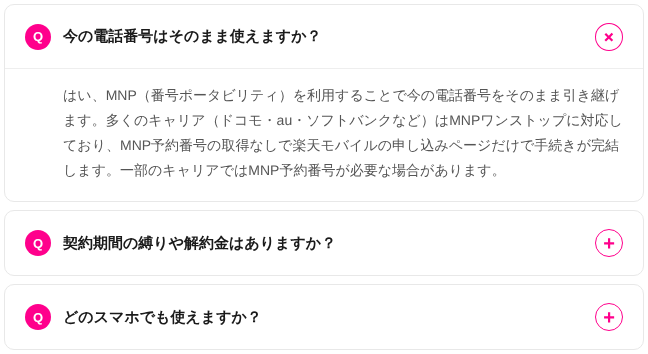 Q 今の電話番号はそのまま使えますか？
はい、MNP（番号ポータビリティ）を利用することで今の電話番号をそのまま引き継げ
ます。多くのキャリア（ドコモ・au・ソフトバンクなど）はMNPワンストップに対応し
ており、MNP予約番号の取得なしで楽天モバイルの申し込みページだけで手続きが完結
します。一部のキャリアではMNP予約番号が必要な場合があります。
Q 契約期間の縛りや解約金はありますか？
Q どのスマホでも使えますか？